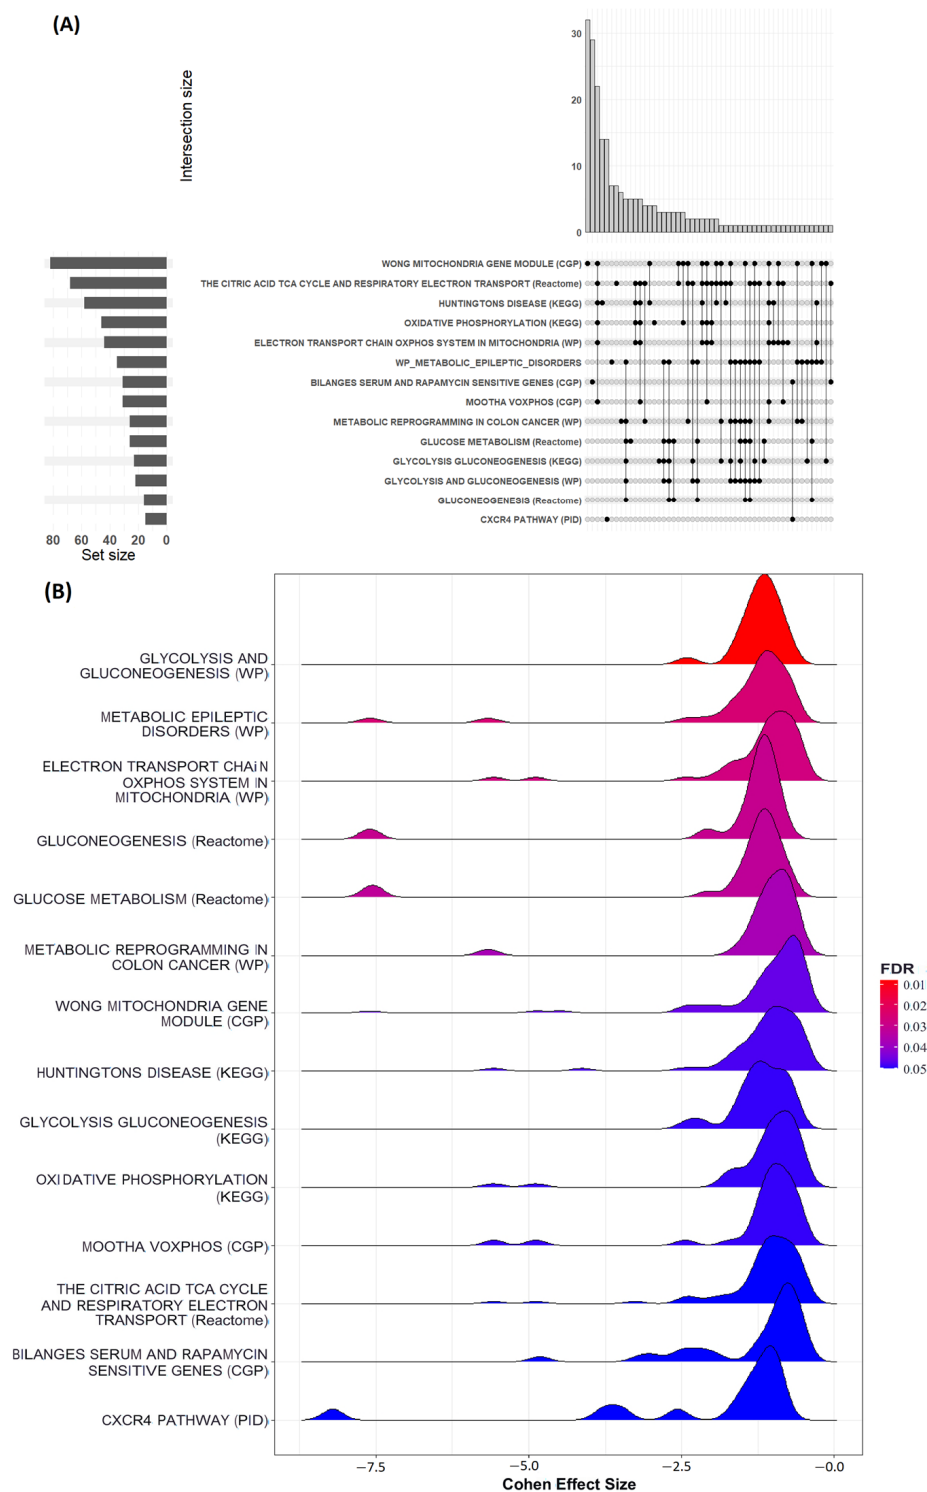 (A)
Intersection size
30
20
10
0
WONG MITOCHONDRIA GENE MODULE (CGP)
THE CITRIC ACID TCA CYCLE AND RESPIRATORY ELECTRON TRANSPORT (Reactome)
HUNTINGTONS DISEASE (KEGG)
OXIDATIVE PHOSPHORYLATION (KEGG)
ELECTRON TRANSPORT CHAIN OXPHOS SYSTEM IN MITOCHONDRIA (WP)
WP_METABOLIC_EPILEPTIC_DISORDERS
BILANGES SERUM AND RAPAMYCIN SENSITIVE GENES (CGP)
MOOTHA VOXPHOS (CGP)
METABOLIC REPROGRAMMING IN COLON CANCER (WP)
GLUCOSE METABOLISM (Reactome)
GLYCOLYSIS GLUCONEOGENESIS (KEGG)
GLYCOLYSIS AND GLUCONEOGENESIS (WP)
GLUCONEOGENESIS (Reactome)
CXCR4 PATHWAY (PID)
80 60 40 20 0
Set size
(B)
GLYCOLYSIS AND
GLUCONEOGENESIS (WP)
METABOLIC EPILEPTIC
DISORDERS (WP)
ELECTRON TRANSPORT CHAiN
OXPHOS SYSTEM IN
MITOCHONDRIA (WP)
GLUCONEOGENESIS (Reactome)
GLUCOSE METABOLISM (Reactome)
METABOLIC REPROGRAMMING IN
COLON CANCER (WP)
WONG MITOCHONDRIA GENE
MODULE (CGP)
HUNTINGTONS DISEASE (KEGG)
GLYCOLYSIS GLUCONEOGENESIS
(KEGG)
OXIDATIVE PHOSPHORYLATION
(KEGG)
MOOTHA VOXPHOS (CGP)
THE CITRIC ACID TCA CYCLE
AND RESPIRATORY ELECTRON
TRANSPORT (Reactome)
BILANGES SERUM AND RAPAMYCIN
SENSITIVE GENES (CGP)
CXCR4 PATHWAY (PID)
FDR
0.01
0.02
0.03
0.04
0.05
−7.5 −5.0 −2.5 −0.0
Cohen Effect Size